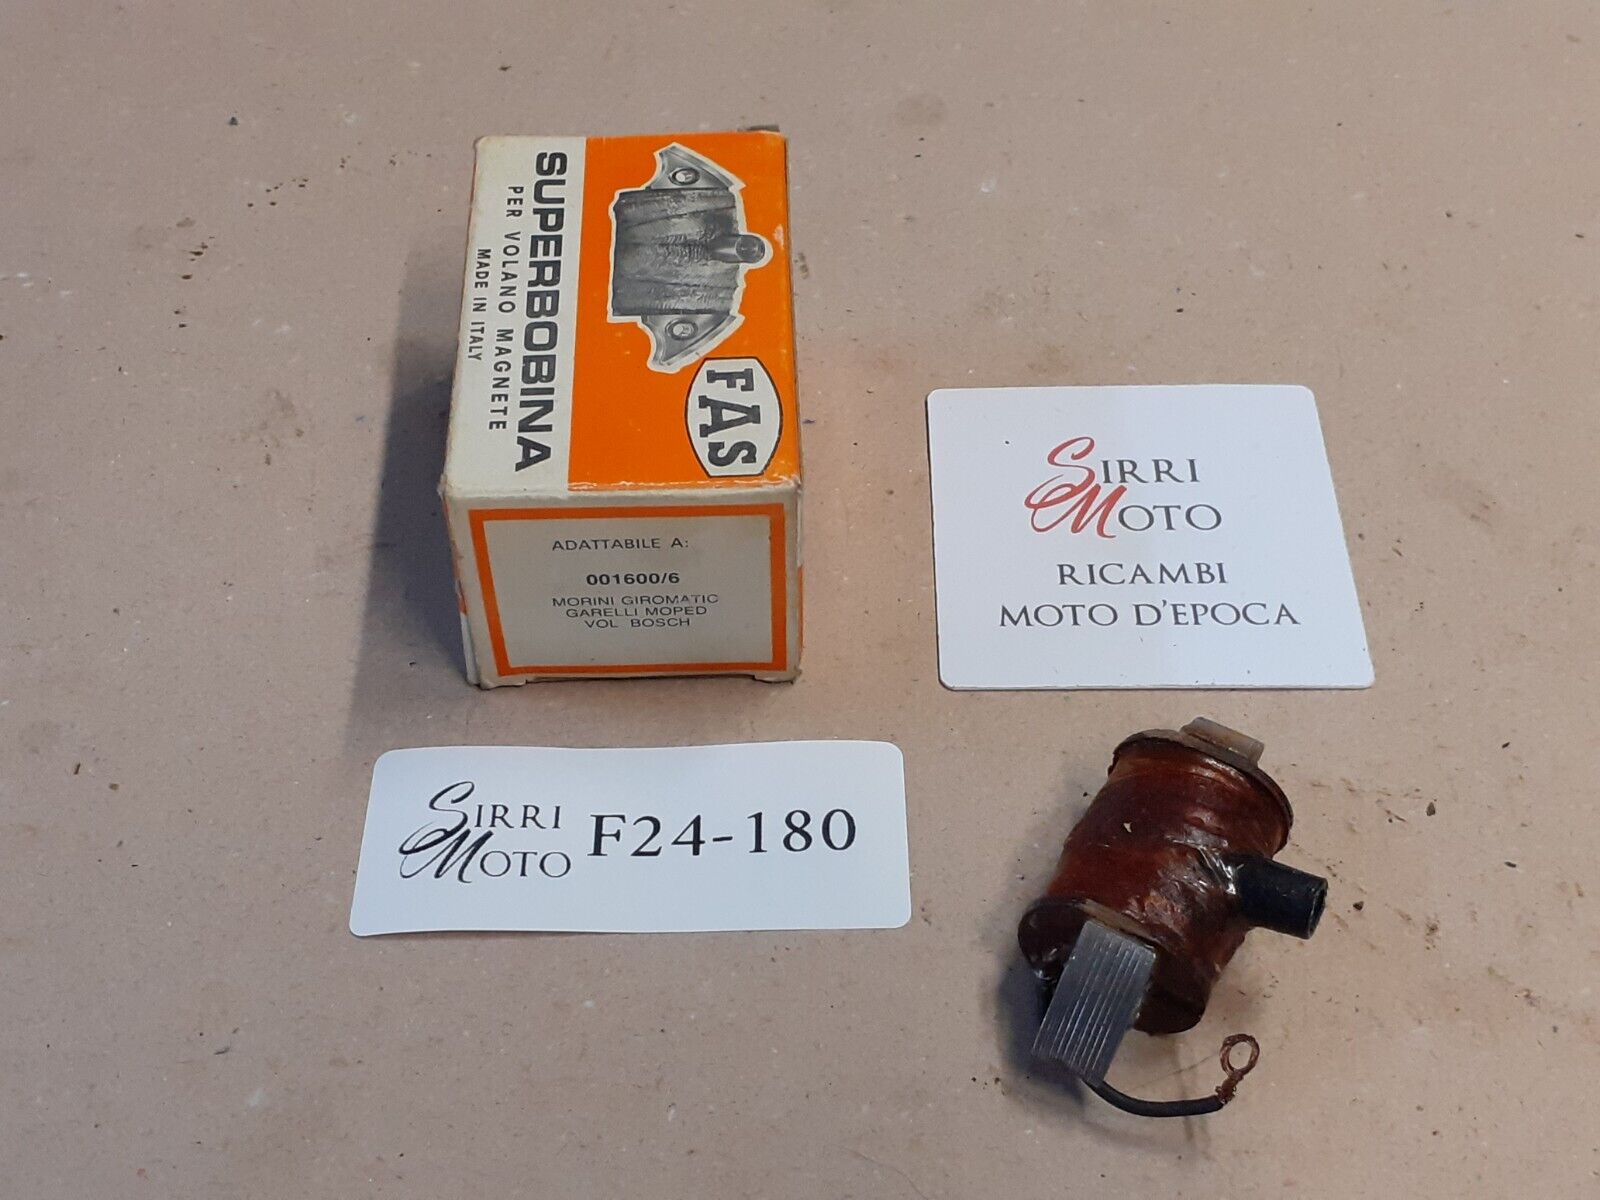 SUPERBOBINA
PER VOLANO MAGNETE
MADE IN ITALY
FAS
ADATTABILE A:
001600/6
MORINI GIROMATIC
GARELLI MOPED
VOL BOSCH
SIRRI
MOTO
RICAMBI
MOTO D'EPOCA
SIRRI
MOTO
F24-180